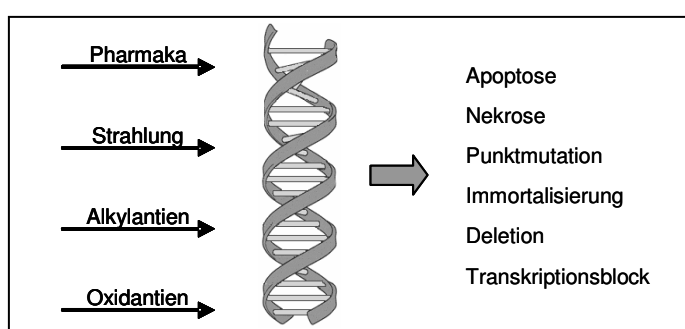 Pharmaka
Strahlung
Alkylantien
Oxidantien
Apoptose
Nekrose
Punktmutation
Immortalisierung
Deletion
Transkriptionsblock